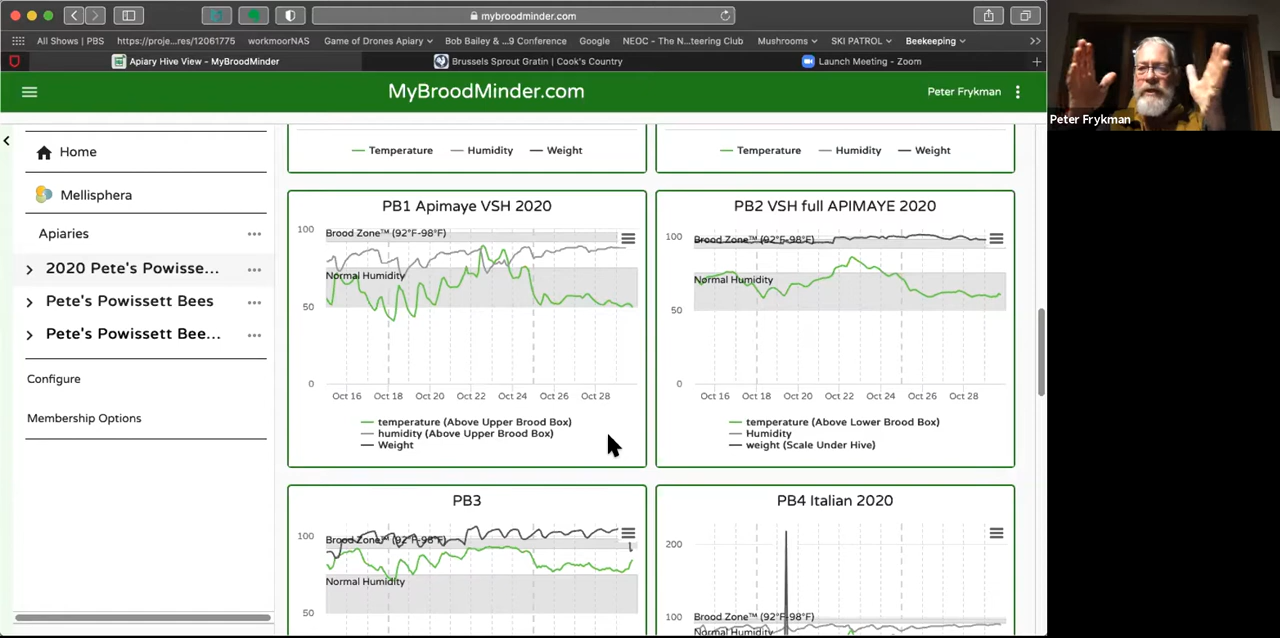 mybroodminder.com
All Shows | PBS
https://proje...res/12061775
workmoorNAS
Game of Drones Apiary
Bob Bailey & ...9 Conference
Google
NEOC - The N...teering Club
Mushrooms
SKI PATROL
Beekeeping
Apiary Hive View - MyBroodMinder
Brussels Sprout Gratin | Cook's Country
Launch Meeting - Zoom
MyBroodMinder.com
Peter Frykman
Peter Frykman
Home
Mellisphera
Apiaries
2020 Pete's Powisse...
Pete's Powissett Bees
Pete's Powissett Bee...
Configure
Membership Options
Temperature Humidity Weight
Temperature Humidity Weight
PB1 Apimaye VSH 2020
100
Brood Zone™ (92°F-98°F)
Normal Humidity
50
0
Oct 16 Oct 18 Oct 20 Oct 22 Oct 24 Oct 26 Oct 28
temperature (Above Upper Brood Box)
humidity (Above Upper Brood Box)
Weight
PB2 VSH full APIMAYE 2020
100
Brood Zone™ (92°F-98°F)
Normal Humidity
50
0
Oct 16 Oct 18 Oct 20 Oct 22 Oct 24 Oct 26 Oct 28
temperature (Above Lower Brood Box)
Humidity
weight (Scale Under Hive)
PB3
100
Brood Zone™ (92°F-98°F)
Normal Humidity
50
PB4 Italian 2020
200
100
Brood Zone™ (92°F-98°F)
Normal Humidity